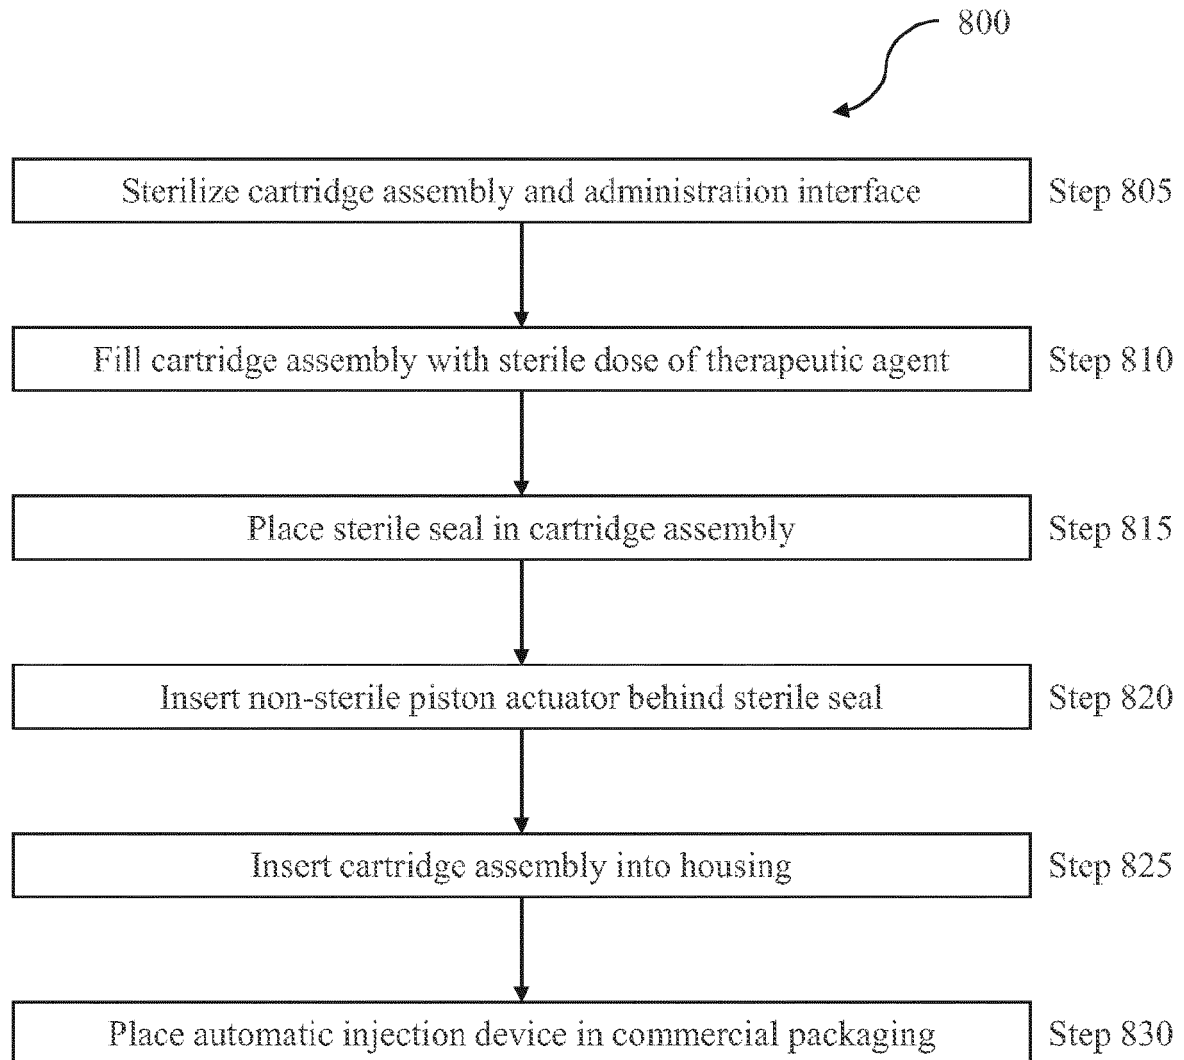 800
Sterilize cartridge assembly and administration interface Step 805
Fill cartridge assembly with sterile dose of therapeutic agent Step 810
Place sterile seal in cartridge assembly Step 815
Insert non-sterile piston actuator behind sterile seal Step 820
Insert cartridge assembly into housing Step 825
Place automatic injection device in commercial packaging Step 830